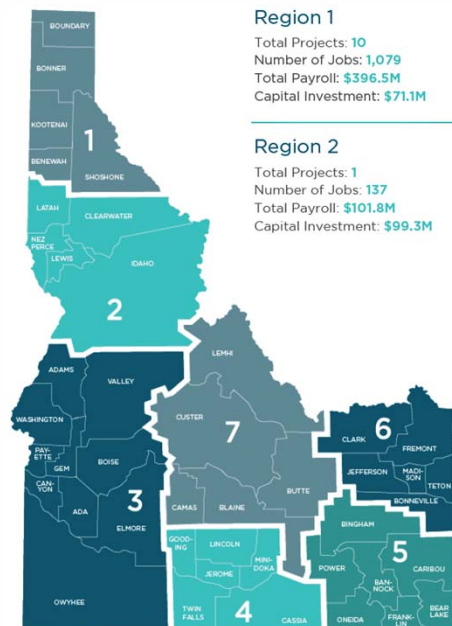 BOUNDARY
BONNER
KOOTENAI
BENEWAH
1
SHOSHONE
Region 1
Total Projects: 10
Number of Jobs: 1,079
Total Payroll: $396.5M
Capital Investment: $71.1M
Region 2
Total Projects: 1
Number of Jobs: 137
Total Payroll: $101.8M
Capital Investment: $99.3M
LATAH
CLEARWATER
NEZ
PERCE
LEWIS
IDAHO
2
ADAMS
VALLEY
WASHINGTON
PAY-
ETTE
GEM
BOISE
CAN-
YON
ADA
3
ELMORE
OWYHEE
LEMHI
CUSTER
7
BUTTE
CAMAS
BLAINE
6
CLARK
FREMONT
JEFFERSON
MADI-
SON
TETON
BONNEVILLE
GOOD-
ING
LINCOLN
MINI-
DOKA
JEROME
TWIN
FALLS
4
CASSIA
BINGHAM
5
POWER
CARIBOU
BAN-
NOCK
BEAR
LAKE
ONEIDA
FRANK-
LIN